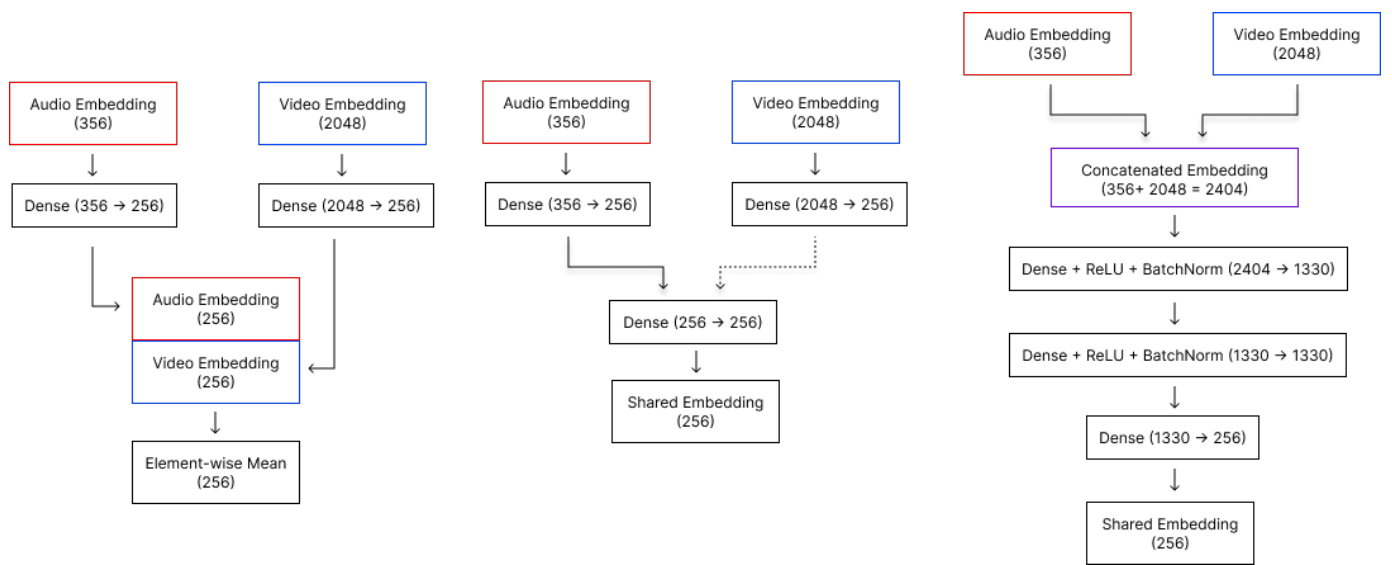 Audio Embedding
(356)
Video Embedding
(2048)
Dense (356 → 256)
Dense (2048 → 256)
Audio Embedding
(256)
Video Embedding
(256)
Element-wise Mean
(256)
Audio Embedding
(356)
Video Embedding
(2048)
Dense (356 → 256)
Dense (2048 → 256)
Dense (256 → 256)
Shared Embedding
(256)
Audio Embedding
(356)
Video Embedding
(2048)
Concatenated Embedding
(356+ 2048 = 2404)
Dense + ReLU + BatchNorm (2404 → 1330)
Dense + ReLU + BatchNorm (1330 → 1330)
Dense (1330 → 256)
Shared Embedding
(256)